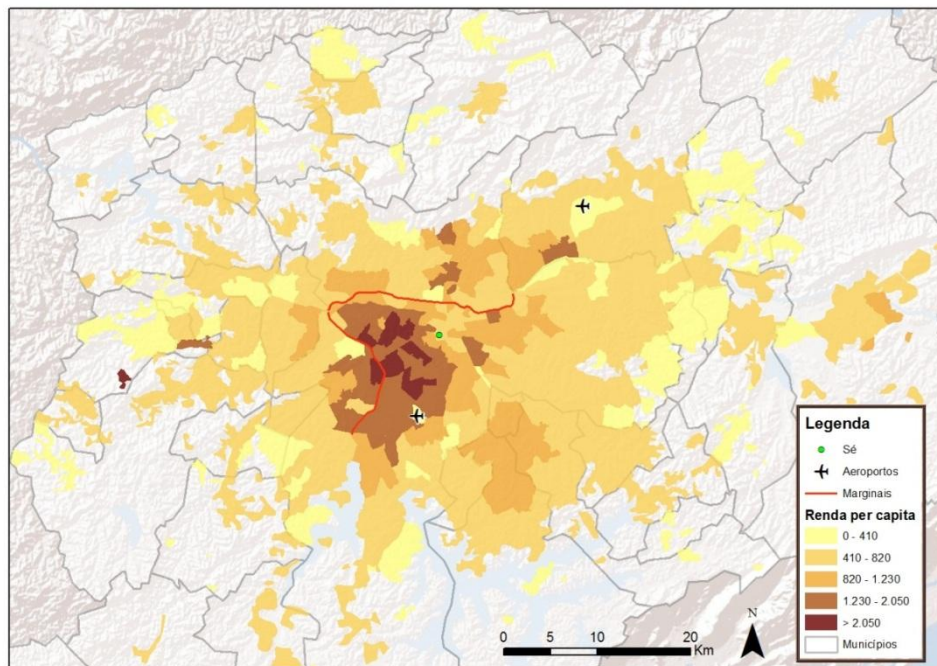 Legenda
Sé
Aeroportos
Marginais
Renda per capita
0 - 410
410 - 820
820 - 1.230
1.230 - 2.050
> 2.050
Municípios
N
0 5 10 20
Km